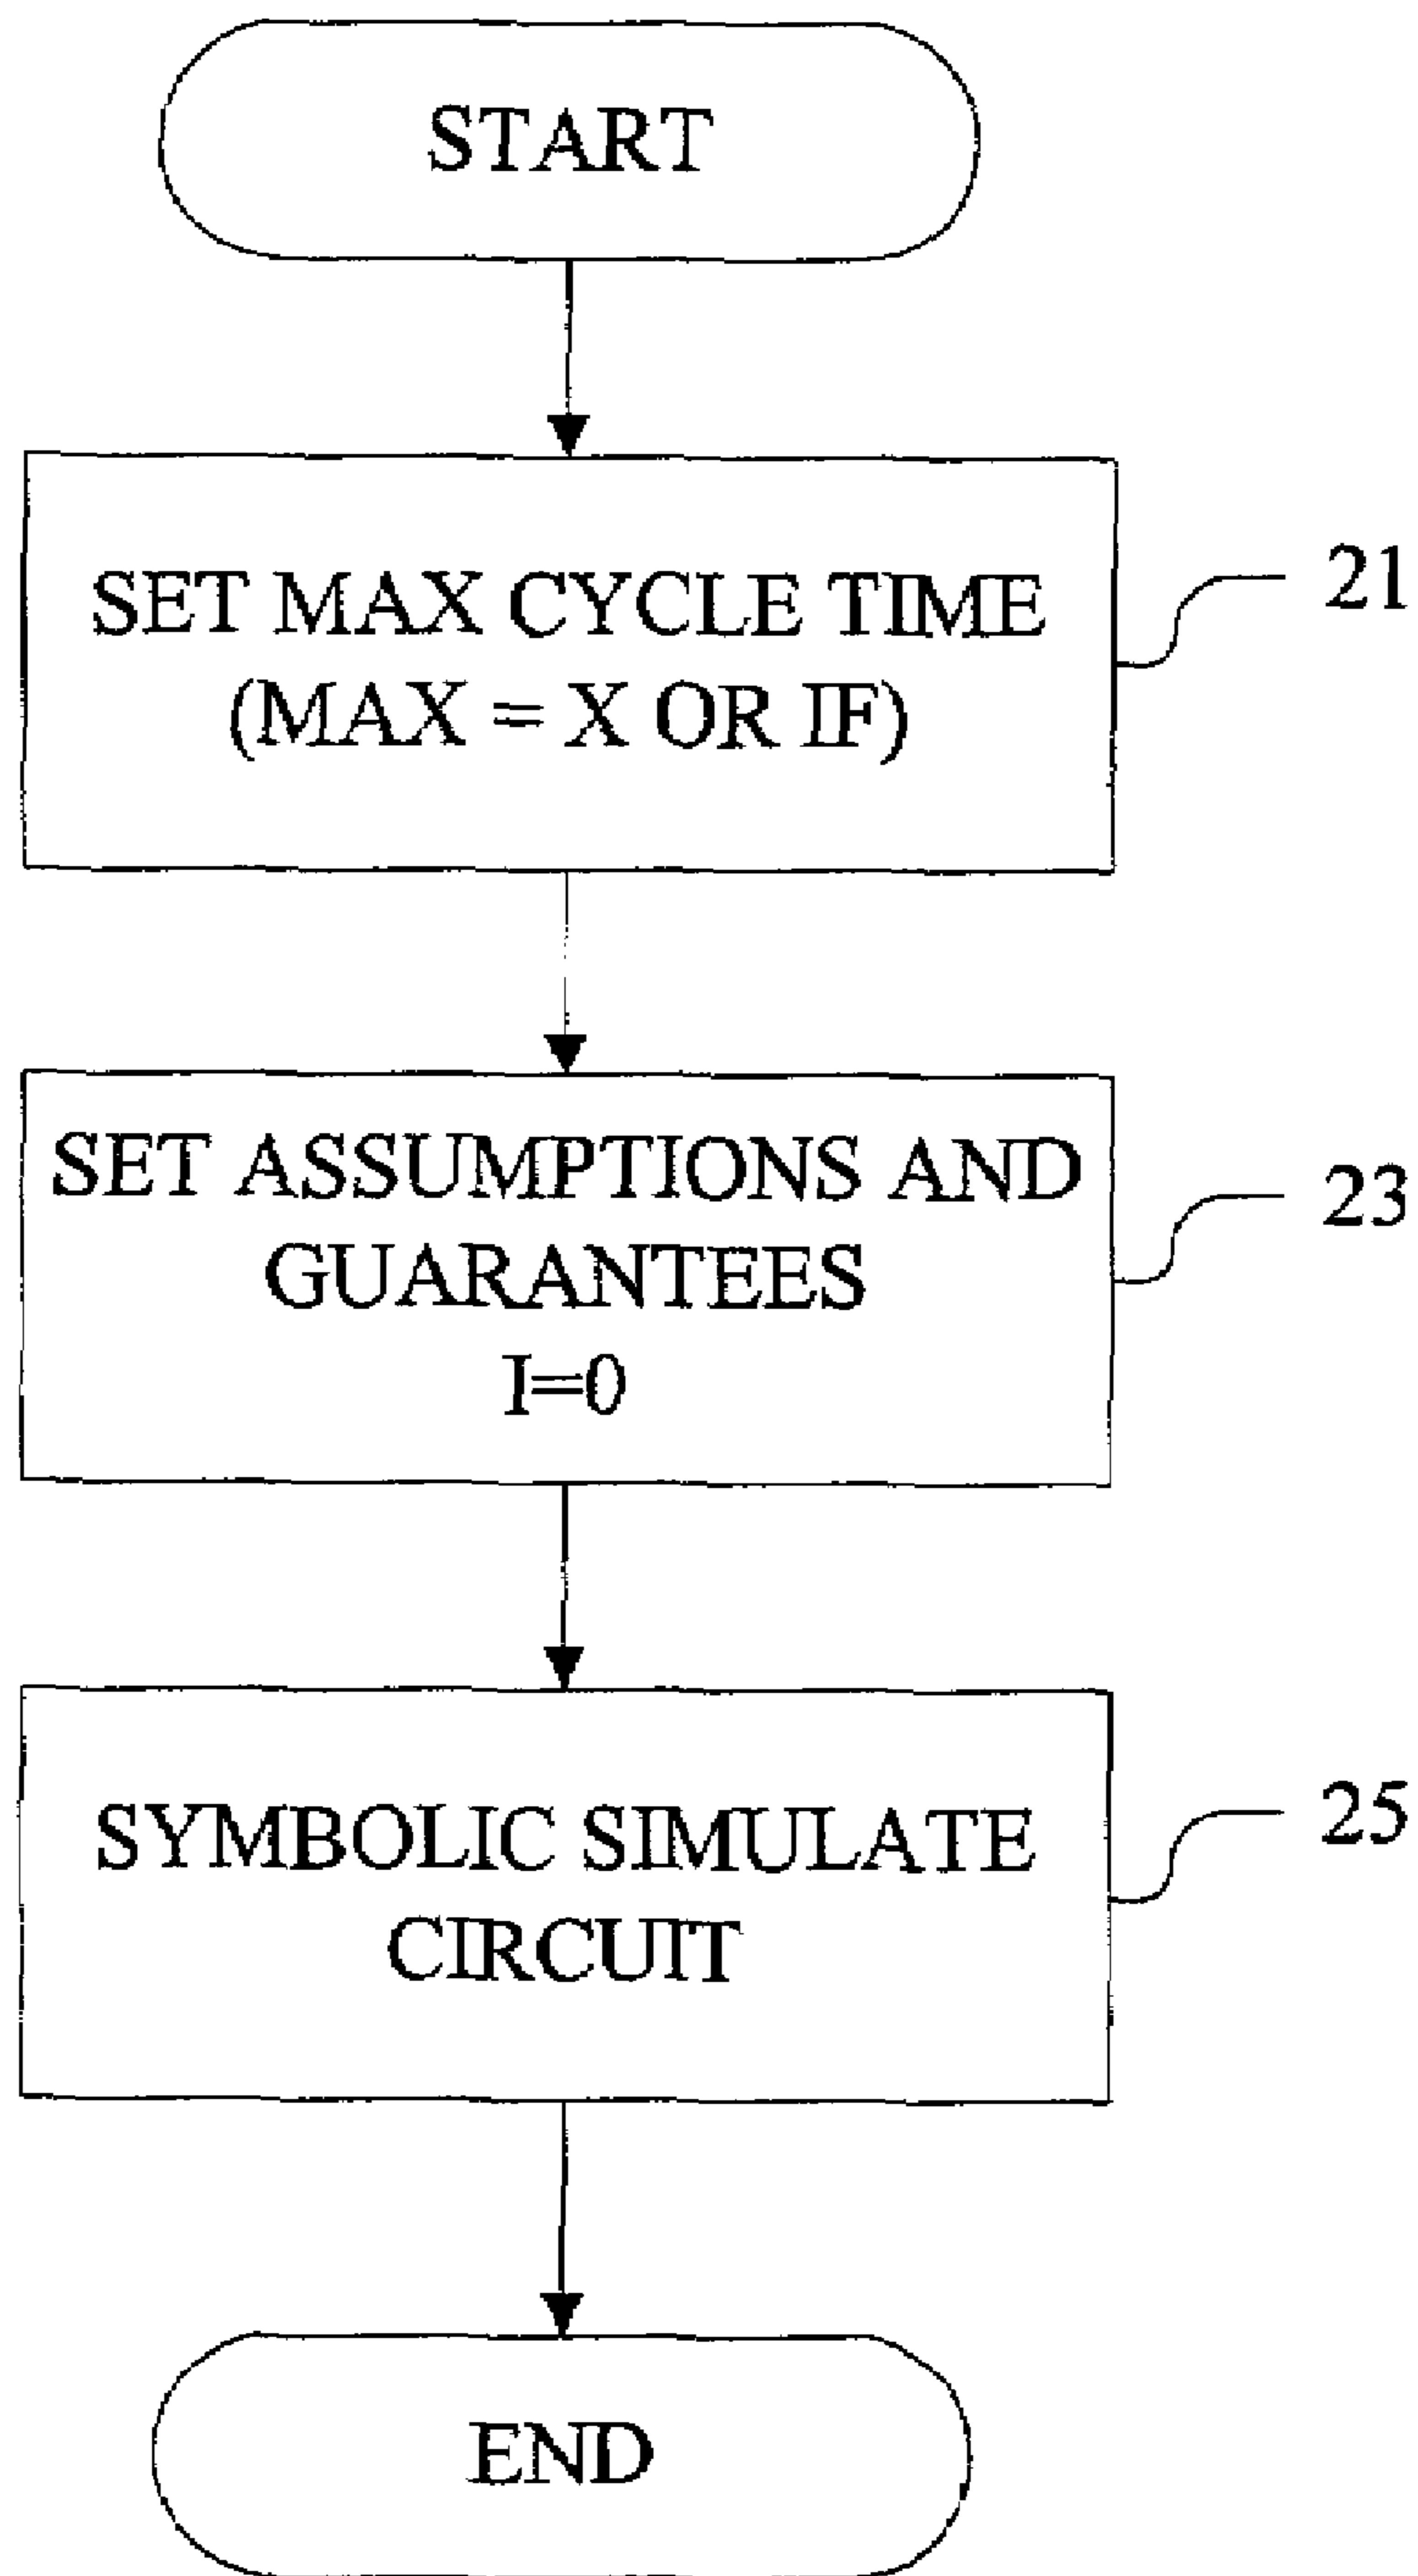 START
SET MAX CYCLE TIME
(MAX = X OR IF)
21
SET ASSUMPTIONS AND
GUARANTEES
I=0
23
SYMBOLIC SIMULATE
CIRCUIT
25
END